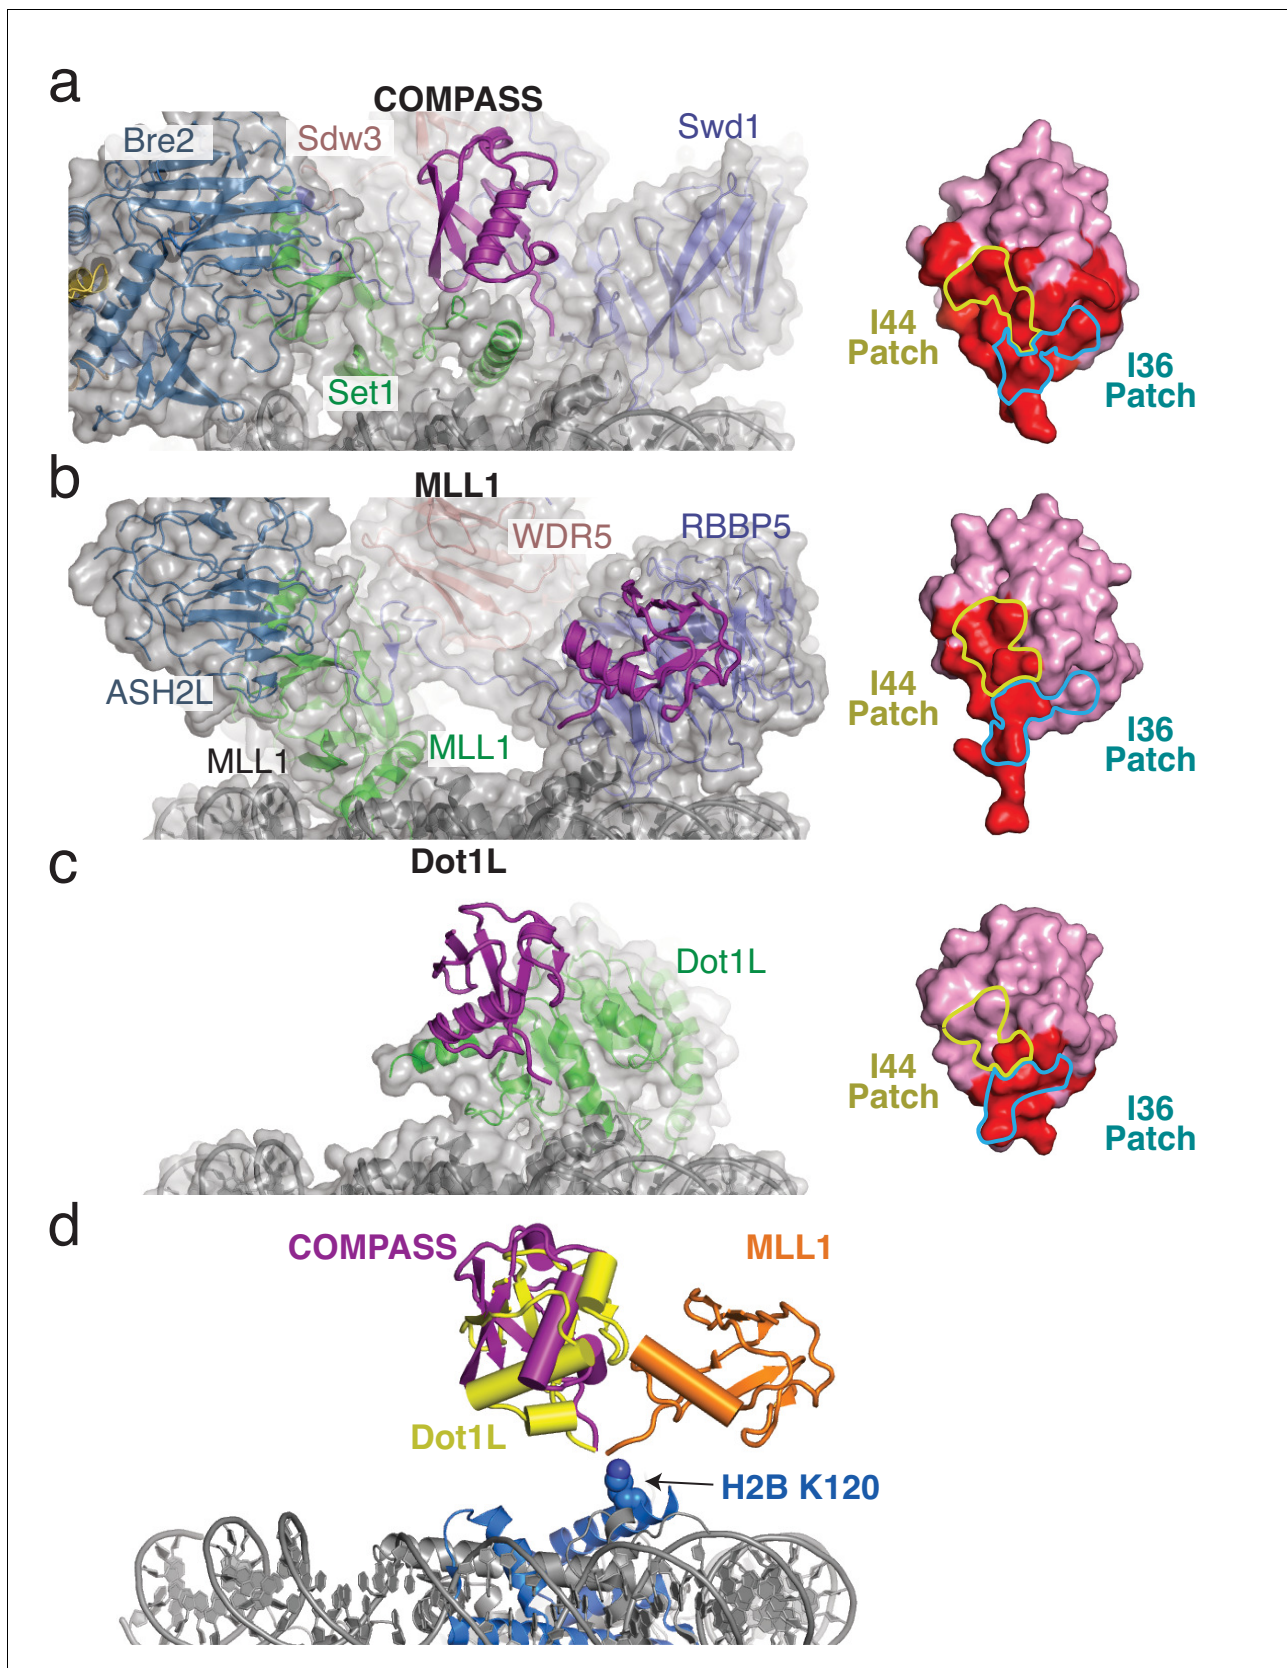 a
COMPASS
Bre2
Sdw3
Swd1
Set1
I44
Patch
I36
Patch
b
MLL1
WDR5
RBBP5
ASH2L
MLL1
MLL1
I44
Patch
I36
Patch
c
Dot1L
Dot1L
I44
Patch
I36
Patch
d
COMPASS
MLL1
Dot1L
H2B K120